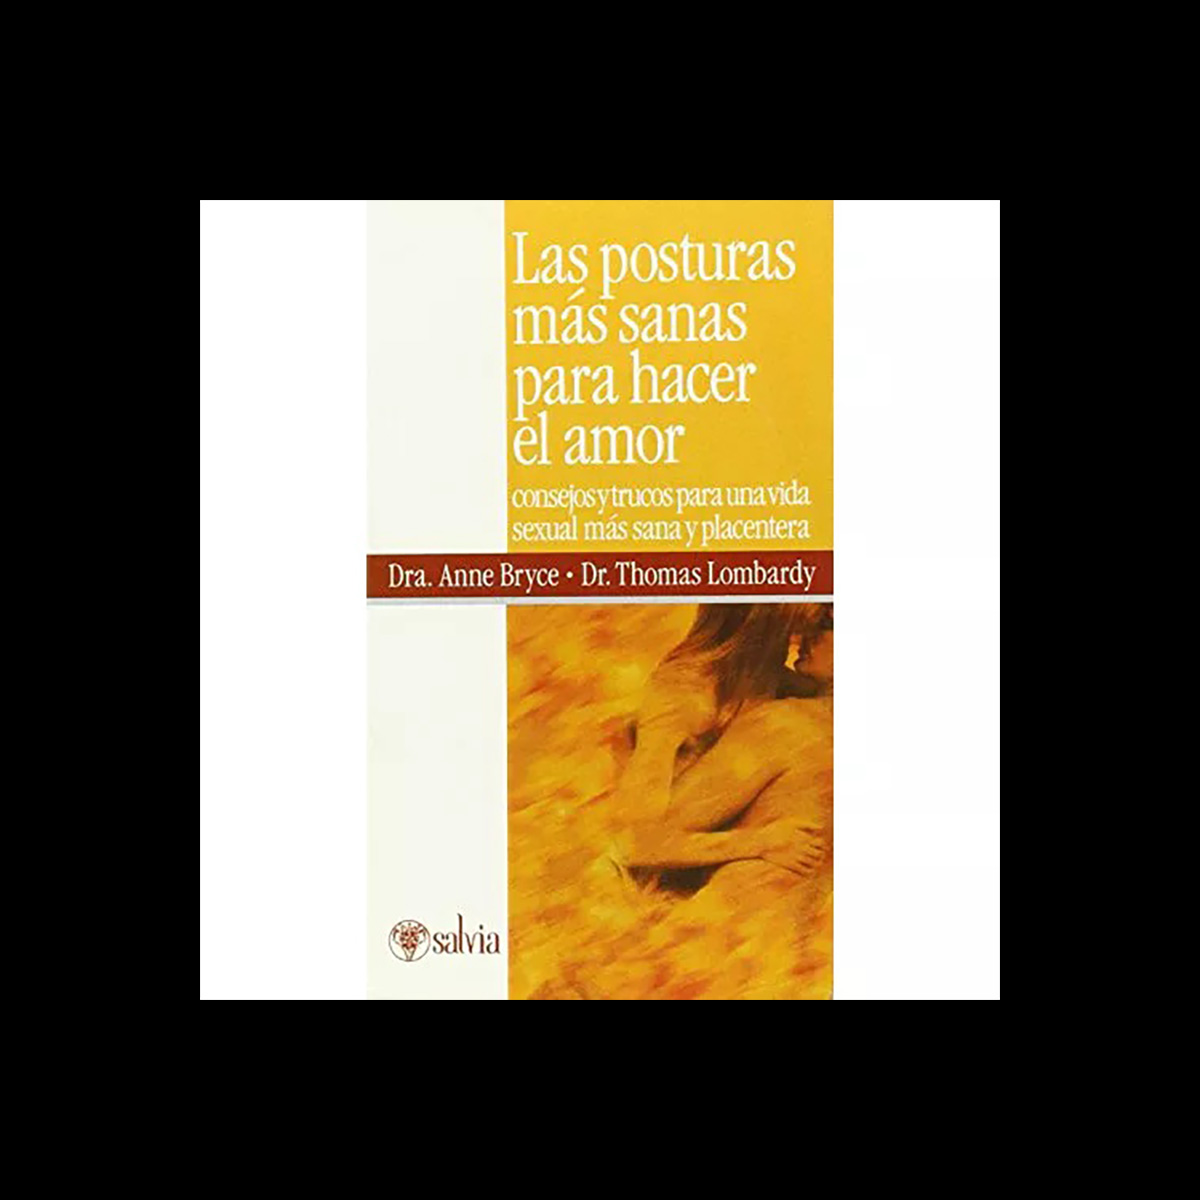 Las posturas
más sanas
para hacer
el amor
consejos y trucos para una vida
sexual más sana y placentera
Dra. Anne Bryce • Dr. Thomas Lombardy
salvia